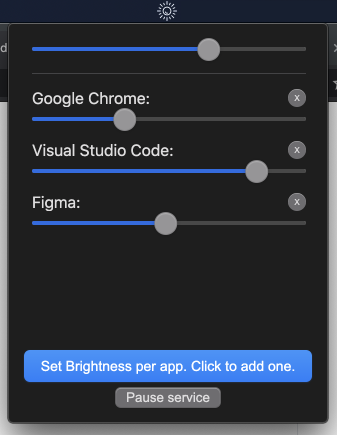 Google Chrome:
x
Visual Studio Code:
x
Figma:
x
Set Brightness per app. Click to add one.
Pause service